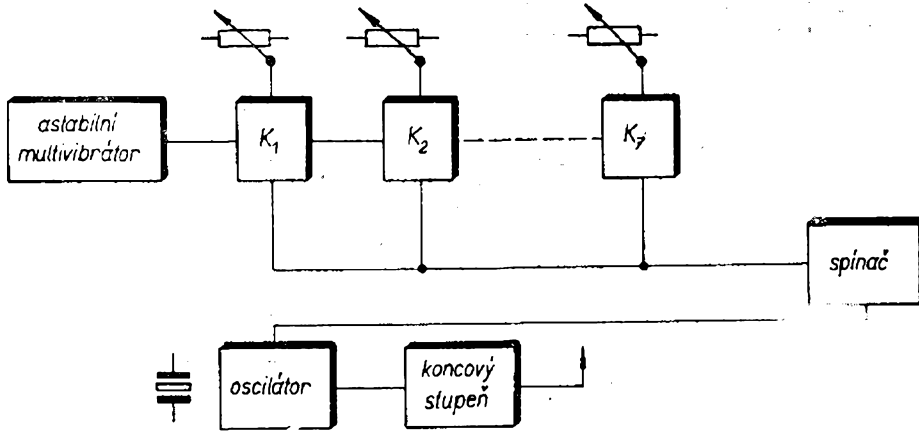 astabilní
multivibrátor
K1
K2
K7
spínač
oscilátor
koncový
stupeň